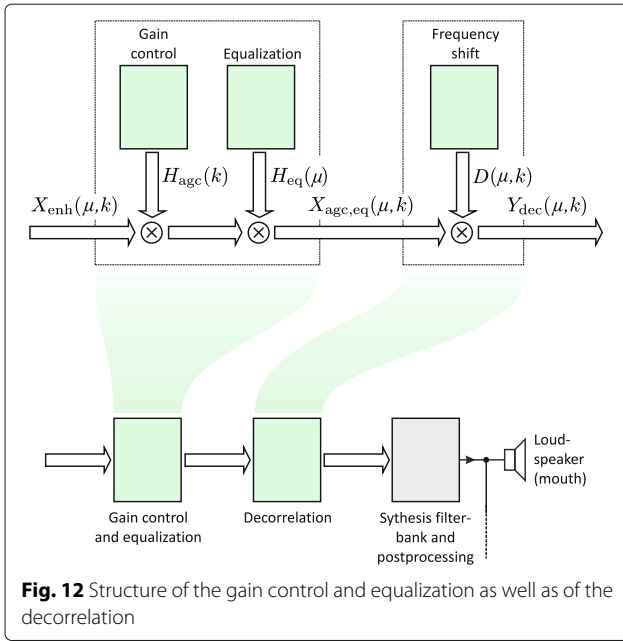 Gain
control
Equalization
Frequency
shift
H_agc(k)
H_eq(μ)
D(μ,k)
X_enh(μ,k)
X_agc,eq(μ,k)
Y_dec(μ,k)
Loud-
speaker
(mouth)
Gain control
and equalization
Decorrelation
Sythesis filter-
bank and
postprocessing
Fig. 12 Structure of the gain control and equalization as well as of the
decorrelation